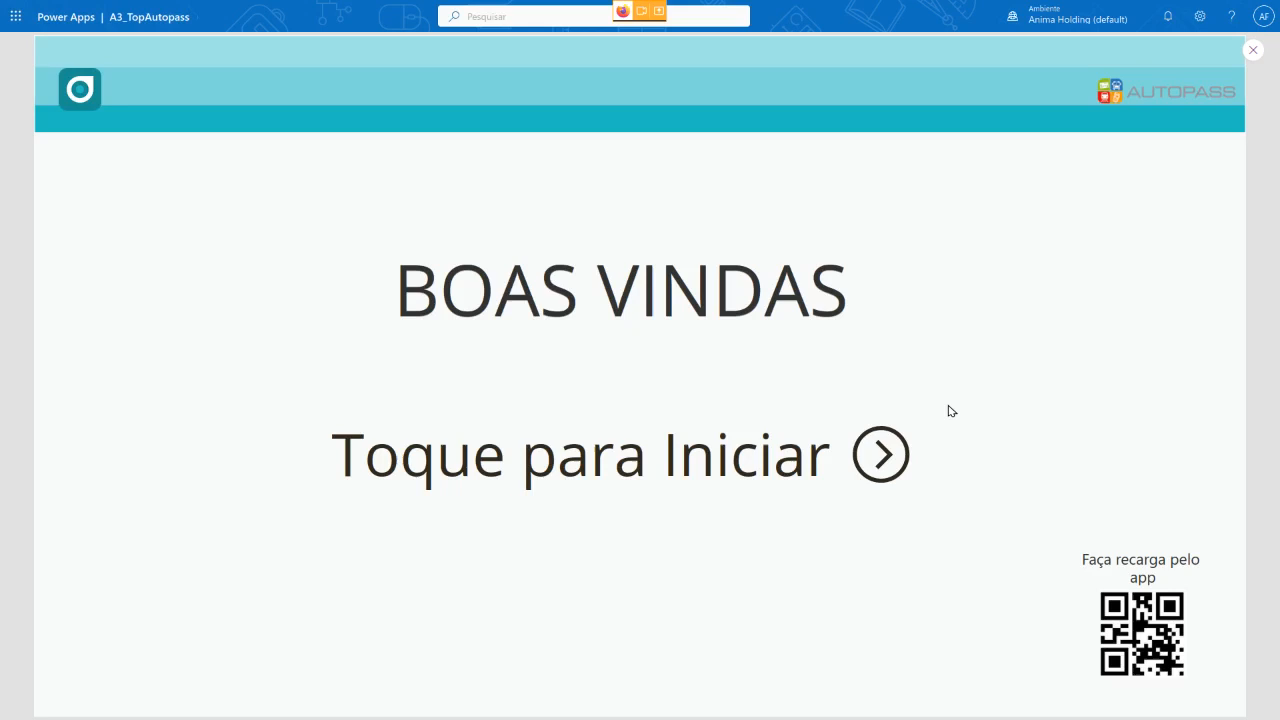 Power Apps | A3_TopAutopass
Pesquisar
Ambiente
Anima Holding (default)
AF
AUTOPASS
BOAS VINDAS
Toque para Iniciar
Faça recarga pelo
app